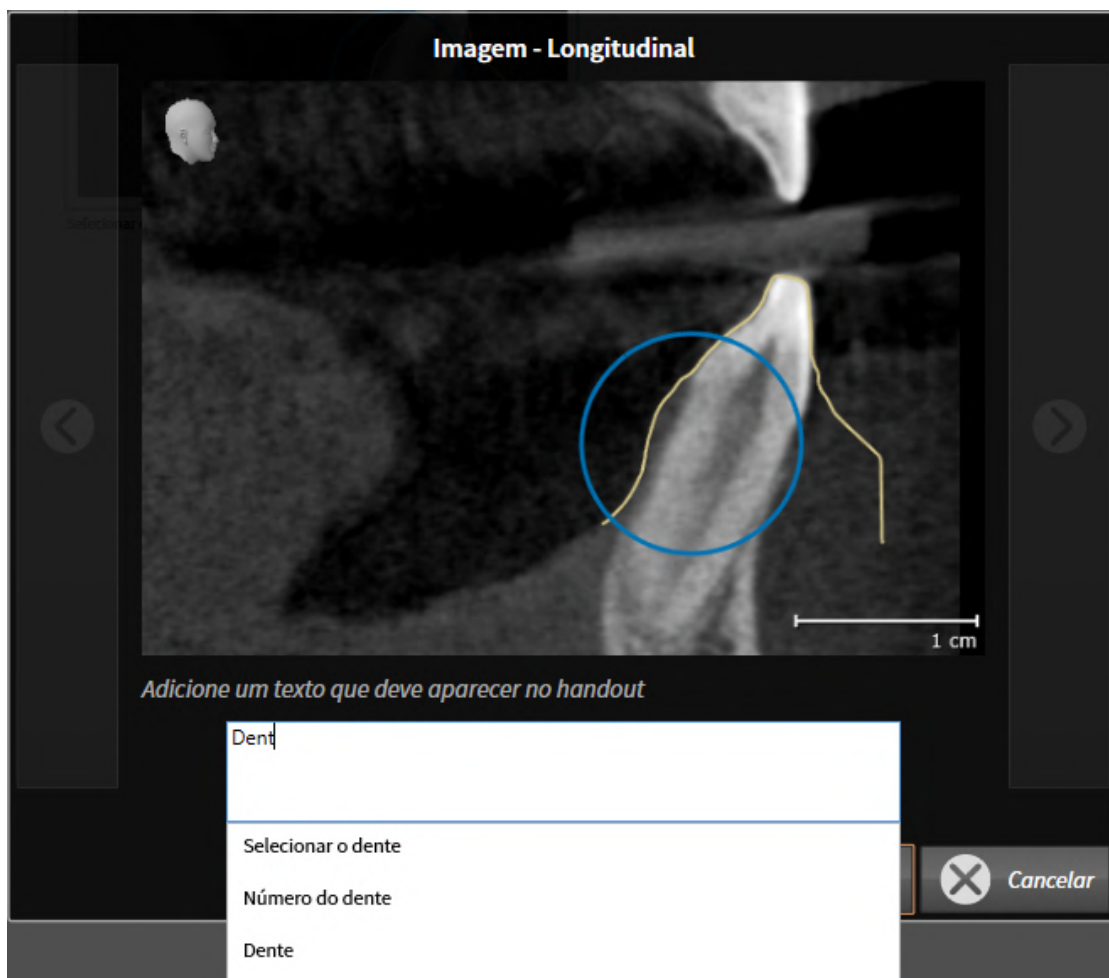 Imagem - Longitudinal
Selecionar
1 cm
Adicione um texto que deve aparecer no handout
Dent
Selecionar o dente
Cancelar
Número do dente
Dente